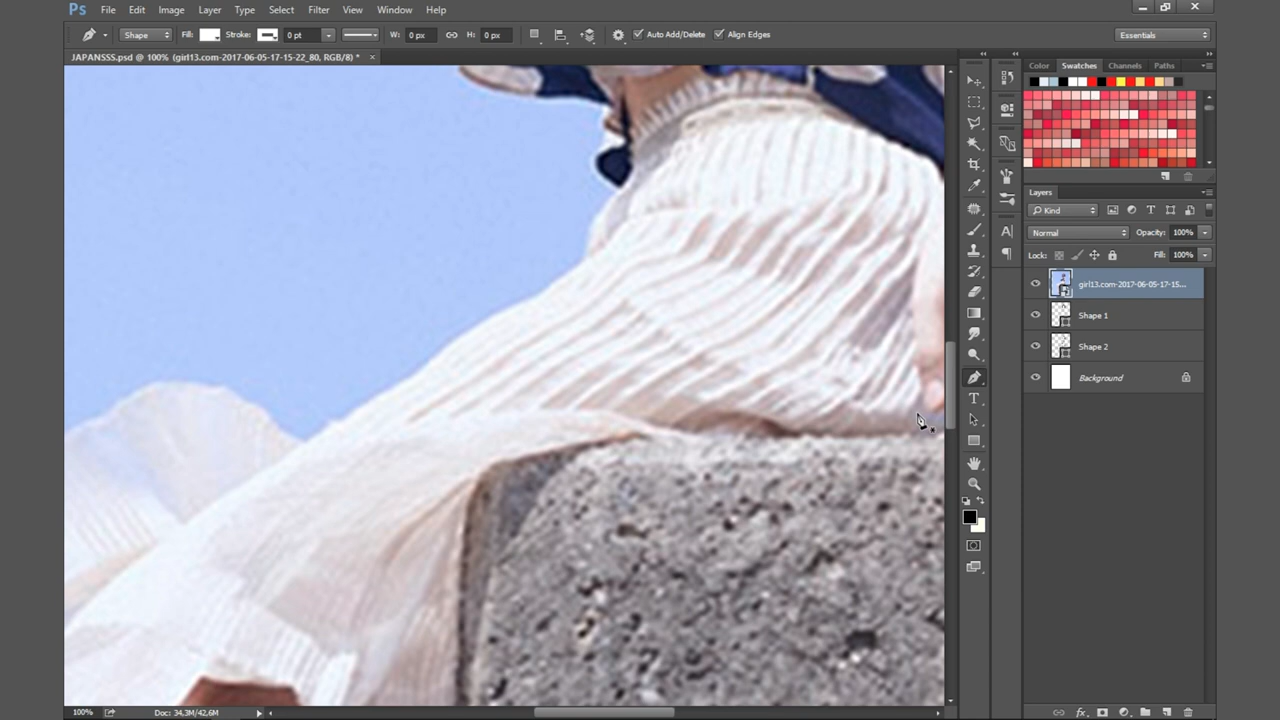 Ps File Edit Image Layer Type Select Filter View Window Help
Shape Fill: Stroke: 0 pt W: 0 px H: 0 px Auto Add/Delete Align Edges Essentials
JAPANSSS.psd @ 100% (girl13.com-2017-06-05-17-15-22_80, RGB/8) * ×
Color Swatches Channels Paths
Layers
Kind
Normal Opacity: 100%
Lock: Fill: 100%
girl13.com-2017-06-05-17-15...
Shape 1
Shape 2
Background
100% Doc: 34,3M/42,6M